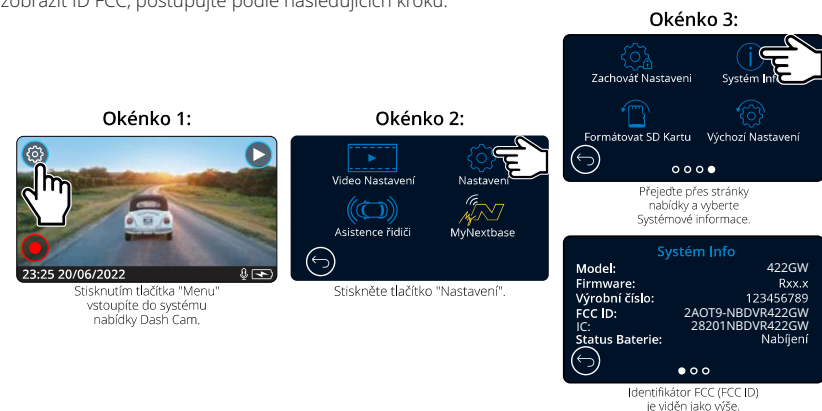 zobrazit ID FCC, postupujte podle následujících kroků.
Okénko 1:
23:25 20/06/2022
Stisknutím tlačítka "Menu"
vstoupíte do systému
nabídky Dash Cam.
Okénko 2:
Video Nastavení
Nastavení
Asistence řidiči
MyNextbase
Stiskněte tlačítko "Nastavení".
Okénko 3:
Zachováť Nastaveni
Systém Info
Formátovat SD Kartu
Výchozí Nastavení
Přejeďte přes stránky
nabídky a vyberte
Systémové informace.
Systém Info
Model: 422GW
Firmware: Rxx.x
Výrobní číslo: 123456789
FCC ID: 2AOT9-NBDVR422GW
IC: 28201NBDVR422GW
Status Baterie: Nabíjení
Identifikátor FCC (FCC ID)
je viděn jako výše.